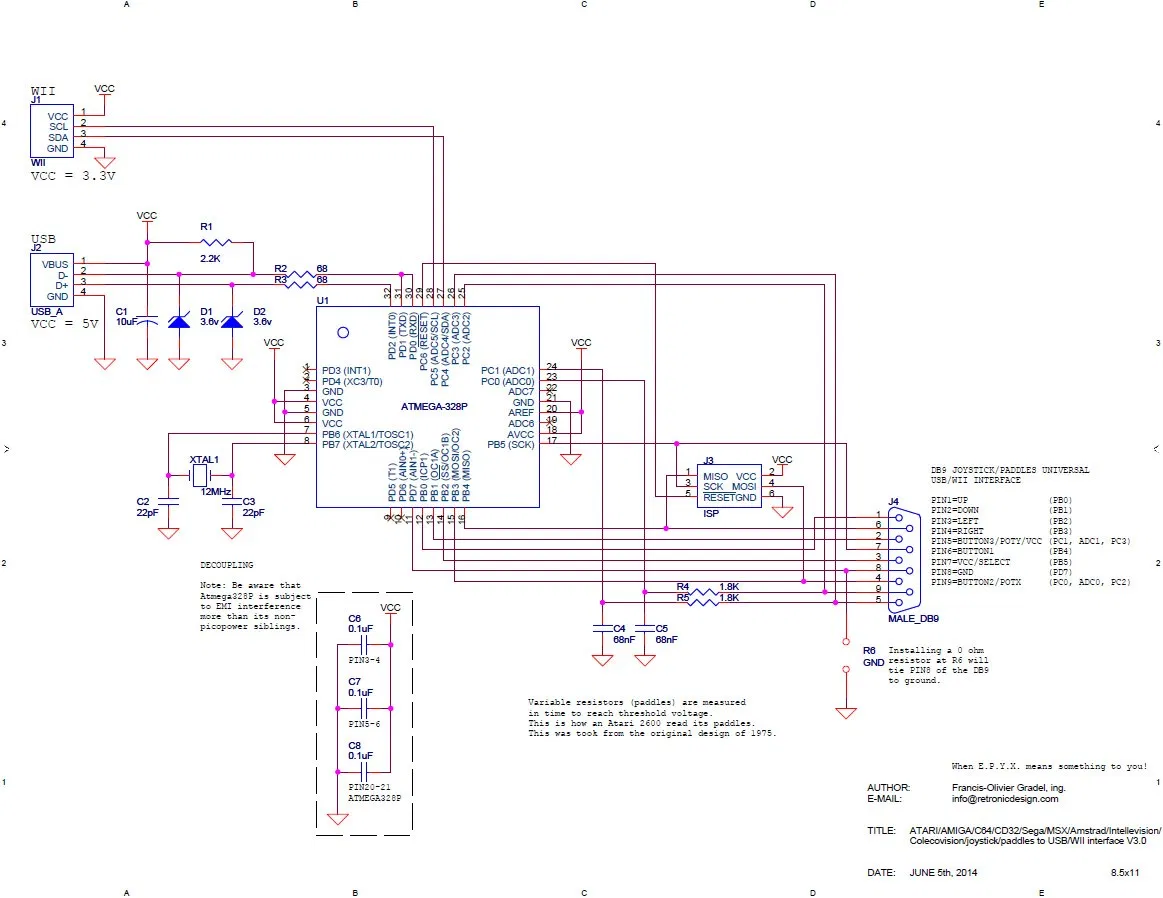 A B C D E
4
4
WII
J1
VCC
VCC 1
SCL 2
SDA 3
GND 4
WII
VCC = 3.3V
USB
J2
VCC
VBUS 1
D- 2
D+ 3
GND 4
USB_A
VCC = 5V
R1
2.2K
R2 68
R3 68
C1
10uF
D1
3.6v
D2
3.6v
3
3
U1
32 31 30 29 28 27 26 25
PD2 (INT0)
PD1 (TXD)
PD0 (RXD)
PC6 (RESET)
PC5 (ADC5/SCL)
PC4 (ADC4/SDA)
PC3 (ADC3)
PC2 (ADC2)
VCC
VCC
1 PD3 (INT1)
2 PD4 (XC3/T0)
3 GND
4 VCC
5 GND
6 VCC
7 PB6 (XTAL1/TOSC1)
8 PB7 (XTAL2/TOSC2)
ATMEGA-328P
PC1 (ADC1) 24
PC0 (ADC0) 23
ADC7 22
GND 21
AREF 20
ADC6 19
AVCC 18
PB5 (SCK) 17
PD5 (T1)
PD6 (AIN0+)
PD7 (AIN1-)
PB0 (ICP1)
PB1 (OC1A)
PB2 (SS/OC1B)
PB3 (MOSI/OC2)
PB4 (MISO)
9 10 11 12 13 14 15 16
XTAL1
12MHz
C2
22pF
C3
22pF
J3
VCC
1 MISO VCC 2
3 SCK MOSI 4
5 RESET GND 6
ISP
J4
1
6
2
7
3
8
4
9
5
MALE_DB9
DB9 JOYSTICK/PADDLES UNIVERSAL
USB/WII INTERFACE
PIN1=UP (PB0)
PIN2=DOWN (PB1)
PIN3=LEFT (PB2)
PIN4=RIGHT (PB3)
PIN5=BUTTON3/POTY/VCC (PC1, ADC1, PC3)
PIN6=BUTTON1 (PB4)
PIN7=VCC/SELECT (PB5)
PIN8=GND (PD7)
PIN9=BUTTON2/POTX (PC0, ADC0, PC2)
2
2
DECOUPLING
Note: Be aware that
Atmega328P is subject
to EMI interference
more than its non-
picopower siblings.
VCC
C6
0.1uF
PIN3-4
C7
0.1uF
PIN5-6
C8
0.1uF
PIN20-21
ATMEGA328P
R4 1.8K
R5 1.8K
C4
68nF
C5
68nF
R6
GND
Installing a 0 ohm
resistor at R6 will
tie PIN8 of the DB9
to ground.
Variable resistors (paddles) are measured
in time to reach threshold voltage.
This is how an Atari 2600 read its paddles.
This was took from the original design of 1975.
1
1
When E.P.Y.X. means something to you!
AUTHOR: Francis-Olivier Gradel, ing.
E-MAIL: info@retronicdesign.com
TITLE: ATARI/AMIGA/C64/CD32/Sega/MSX/Amstrad/Intellevision/
Colecovision/joystick/paddles to USB/WII interface V3.0
DATE: JUNE 5th, 2014 8.5x11
A B C D E